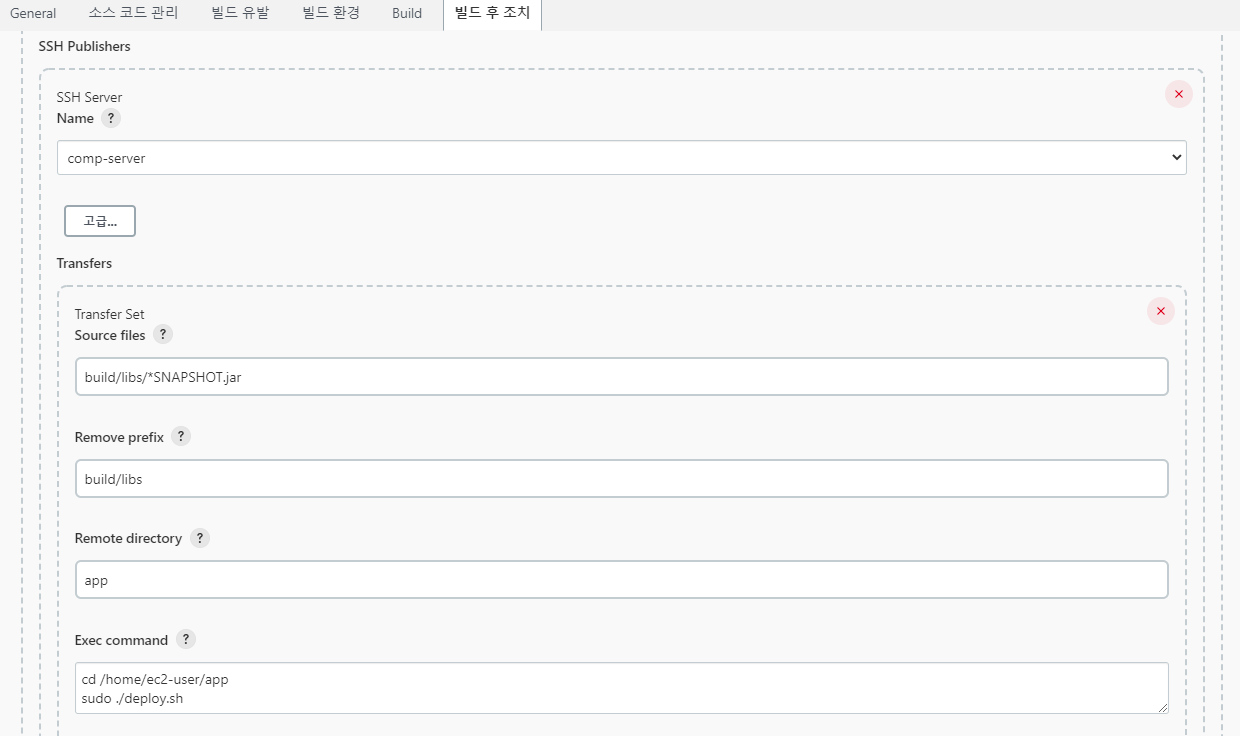 General 소스 코드 관리 빌드 유발 빌드 환경 Build 빌드 후 조치
SSH Publishers
SSH Server
Name ?
comp-server
고급...
Transfers
Transfer Set
Source files ?
build/libs/*SNAPSHOT.jar
Remove prefix ?
build/libs
Remote directory ?
app
Exec command ?
cd /home/ec2-user/app
sudo ./deploy.sh